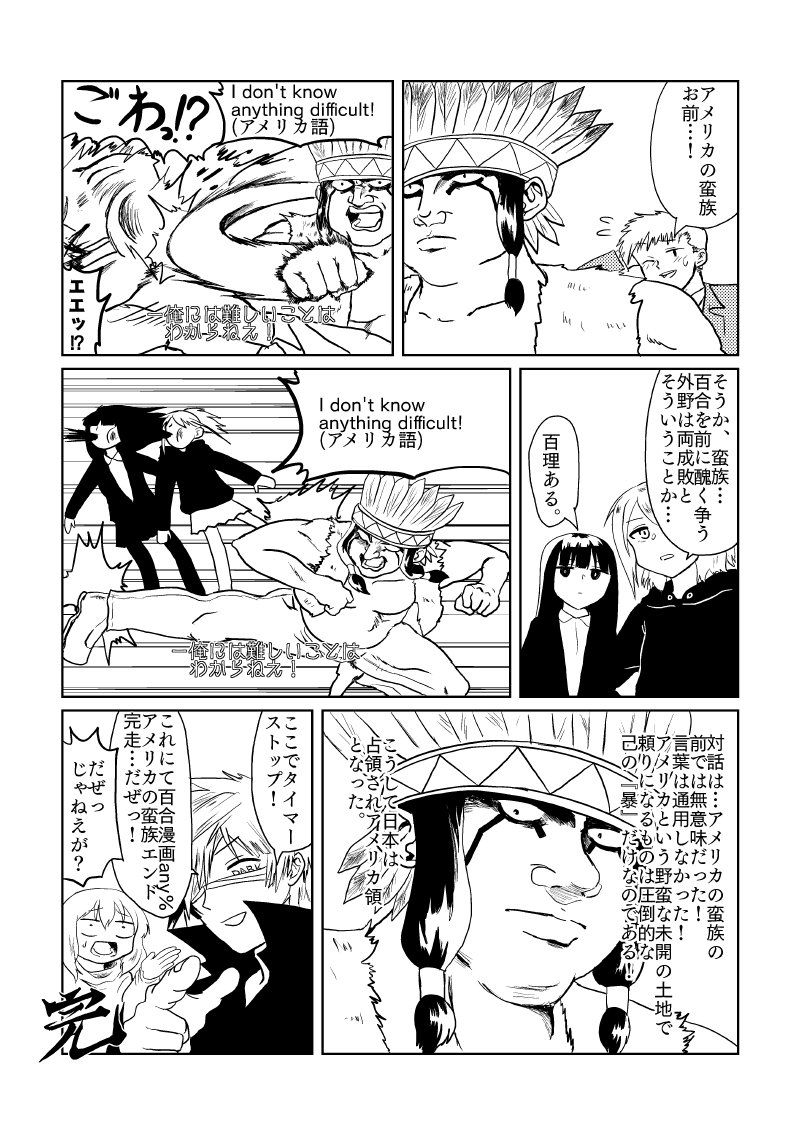 アメリカの蛮族
お前…！
I don't know
anything difficult!
(アメリカ語)
ごわっ!?
エエッ!?
―俺には難しいことは
わからねえ！
そうか、蛮族…
百合を前に醜く争う
外野は両成敗と
そういうことか…
百理ある。
I don't know
anything difficult!
(アメリカ語)
―俺には難しいことは
わからねえ！
対話は…アメリカの蛮族の
前では無意味だった！
言葉は通用しなかった！
アメリカという野蛮な未開の土地で
頼りになるものは圧倒的な
己の『暴』だけなのである！
こうして日本は
占領されアメリカ領
となった。
ここでタイマー
ストップ！
DARK
これにて百合漫画any%
アメリカの蛮族エンド
完走…だぜっ！
だぜっ
じゃねえが？
完